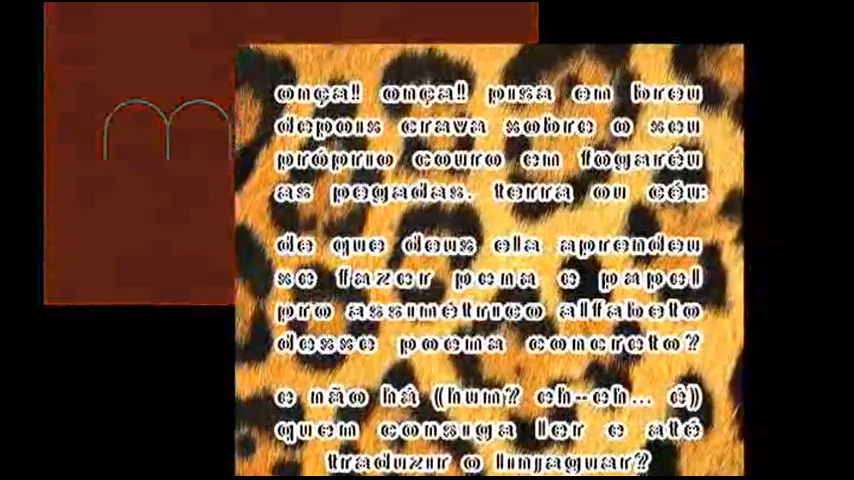 m
onça!! onça!! pisa em breu
depois crava sobre o seu
próprio couro em fogaréu
as pegadas. terra ou céu:
de que deus ela aprendeu
se fazer pena e papel
pro assimétrico alfabeto
desse poema concreto?
e não há (hum? eh-eh... ê)
quem consiga ler e até
traduzir o linjaguar?